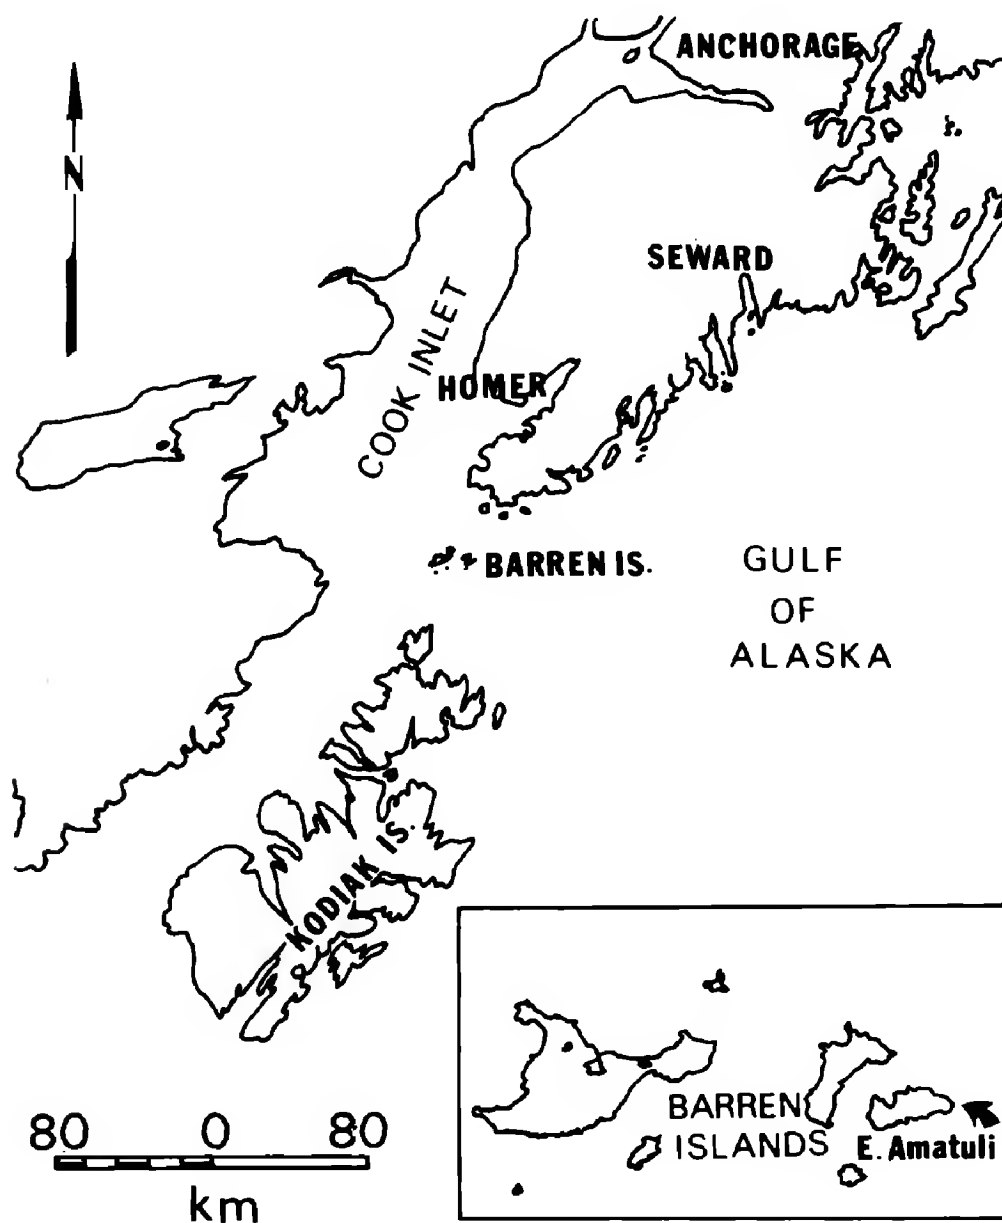 ANCHORAGE
N
SEWARD
COOK INLET
HOMER
BARREN IS.
GULF
OF
ALASKA
KODIAK IS.
80 0 80
km
BARREN
ISLANDS
E. Amatuli